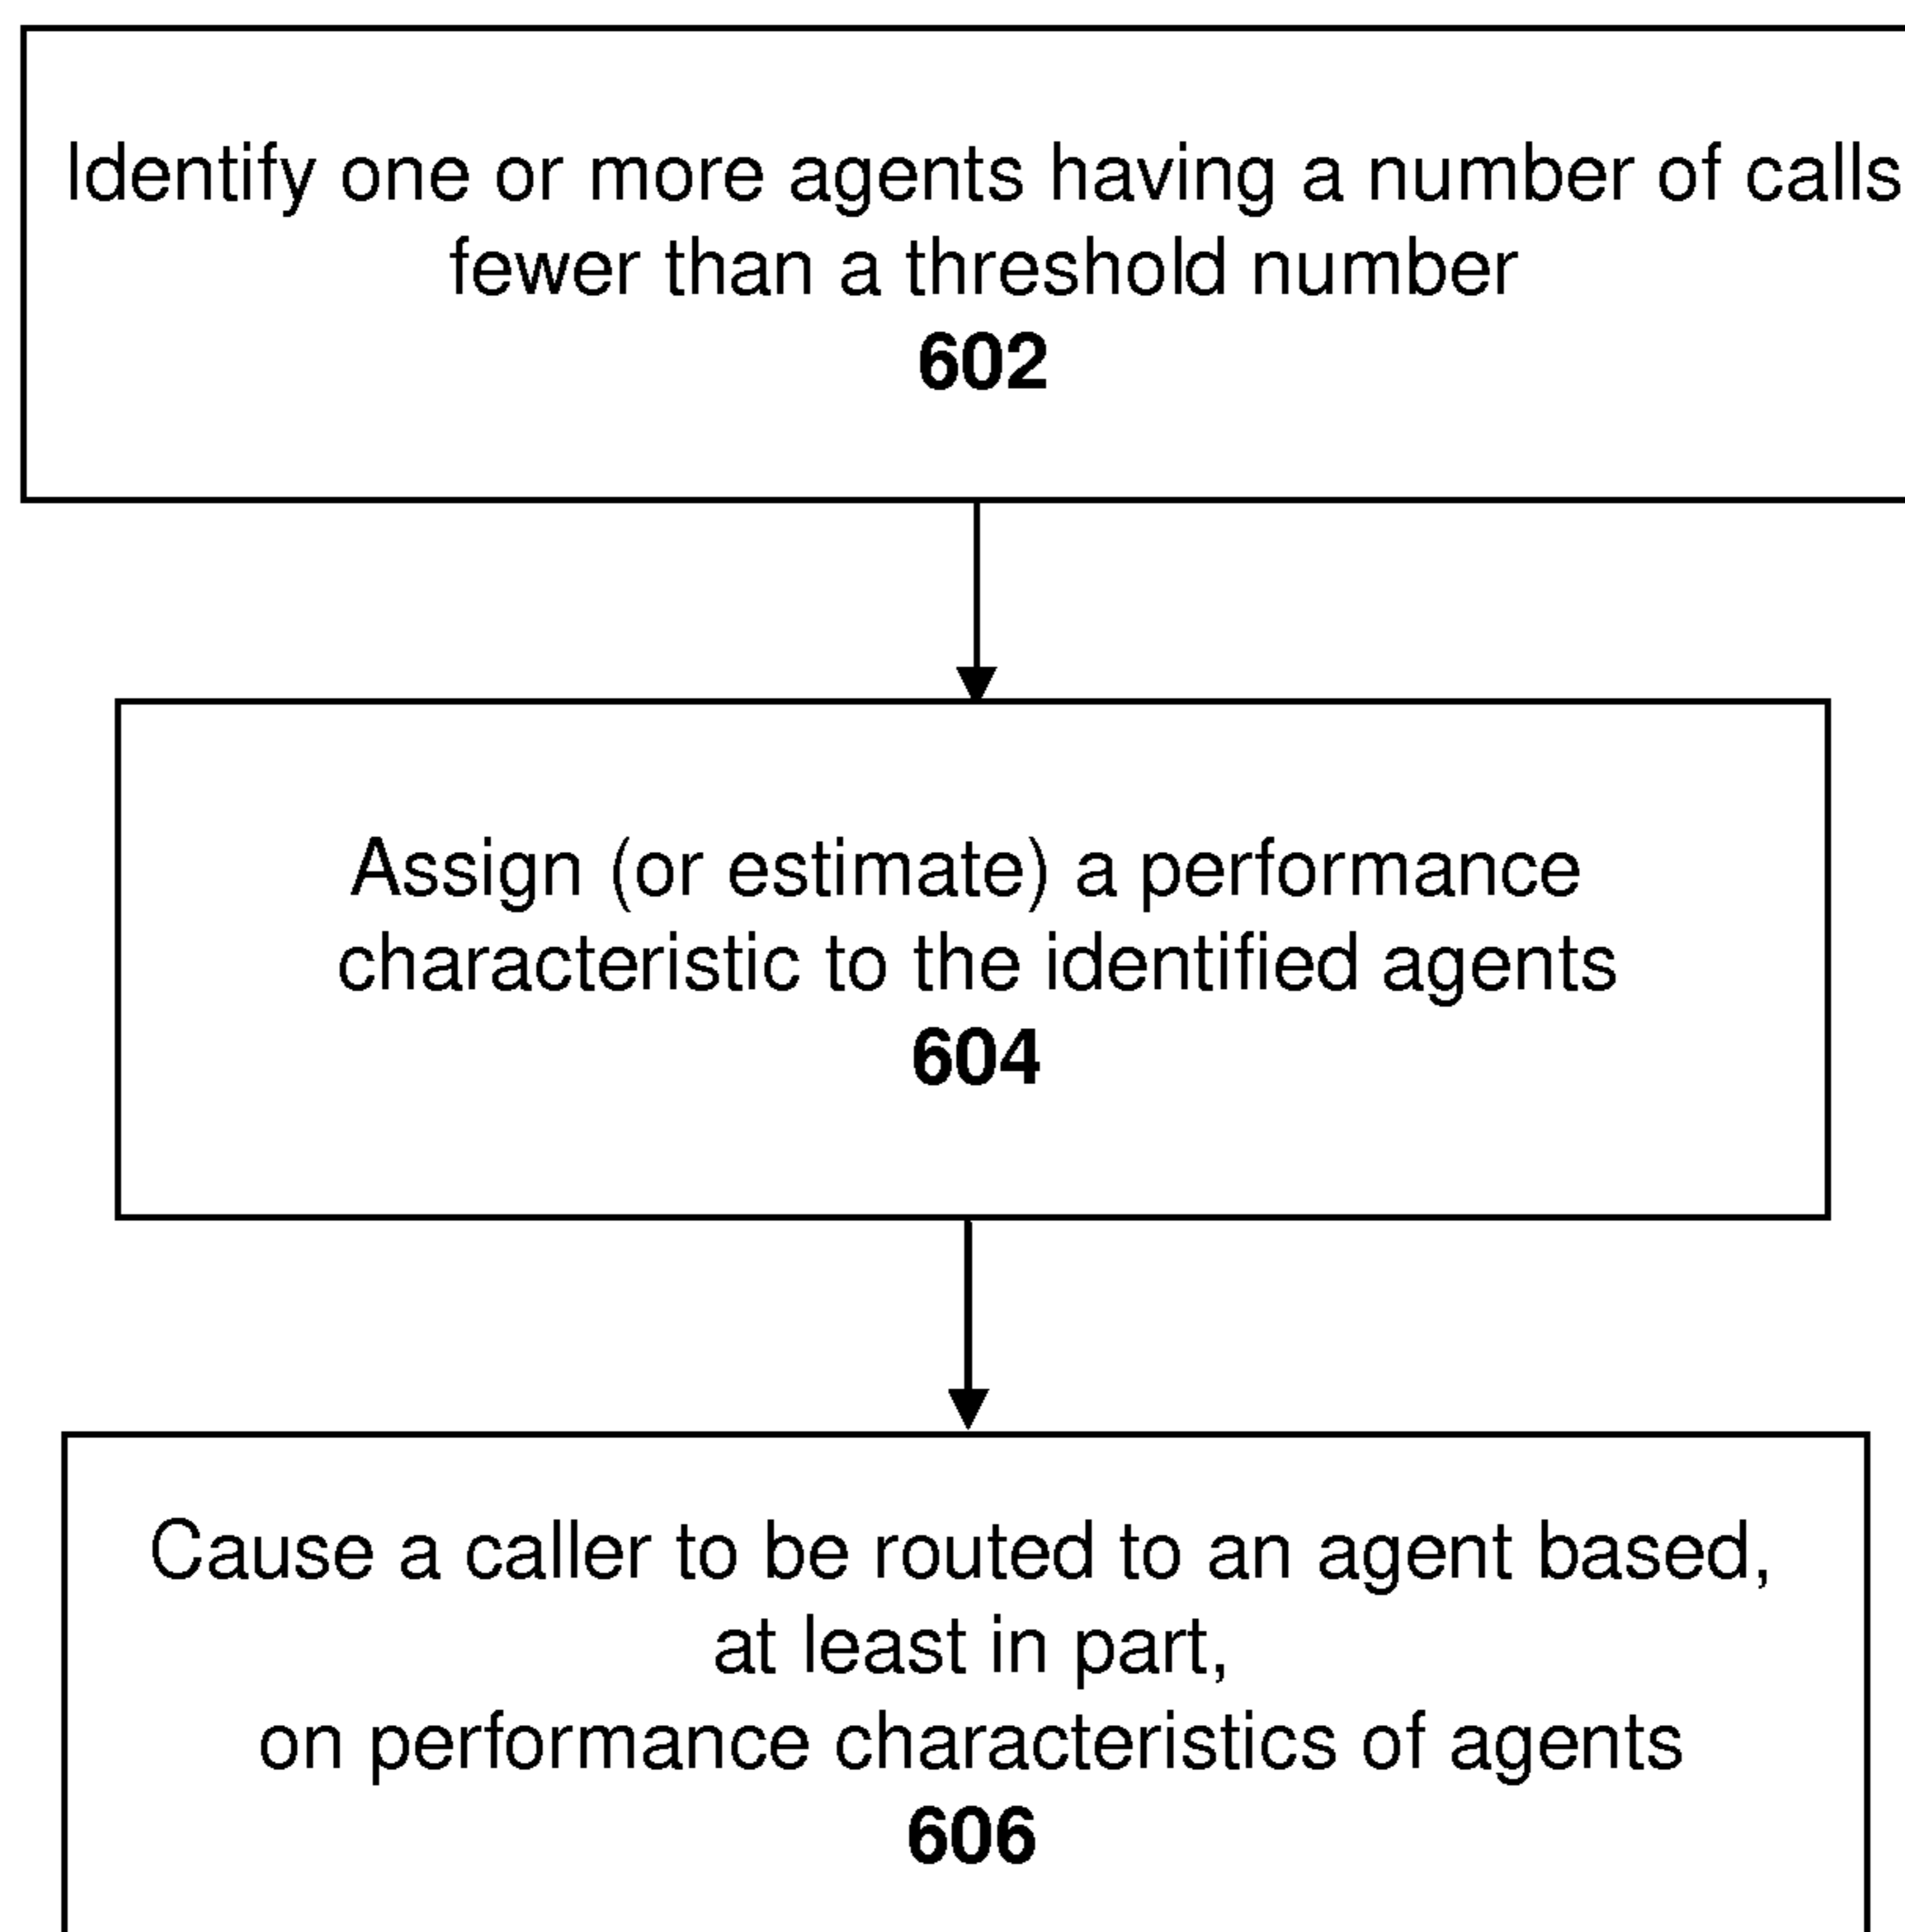 Identify one or more agents having a number of calls
fewer than a threshold number
602
Assign (or estimate) a performance
characteristic to the identified agents
604
Cause a caller to be routed to an agent based,
at least in part,
on performance characteristics of agents
606